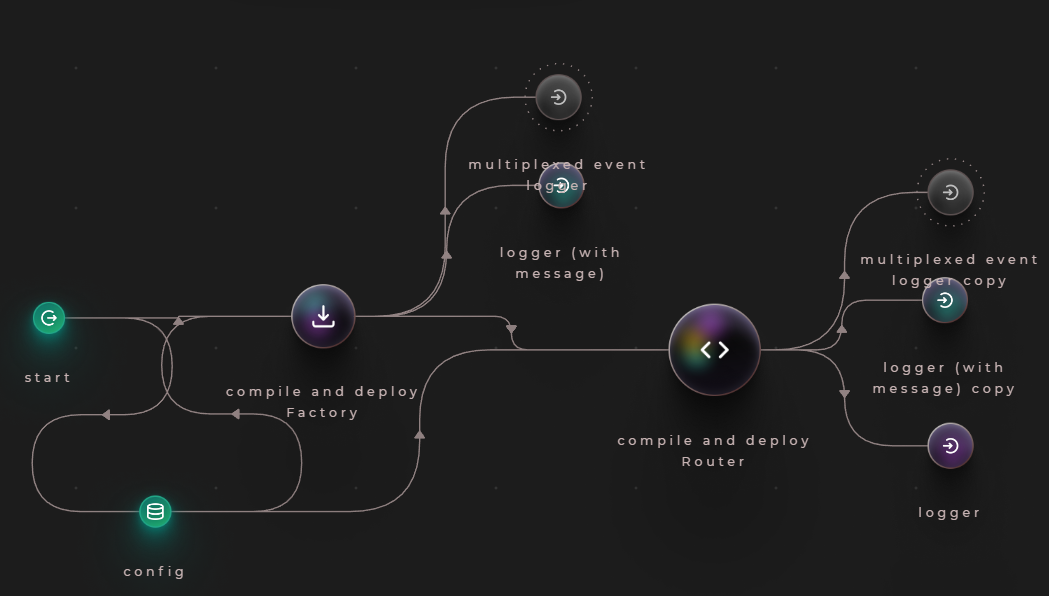 multiplexed event
logger
logger (with
message)
start
compile and deploy
Factory
config
compile and deploy
Router
multiplexed event
logger copy
logger (with
message) copy
logger